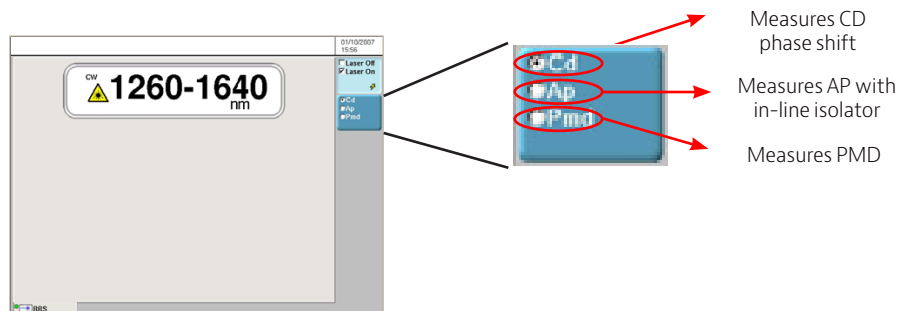 01/10/2007
15:56
Laser Off
Laser On
CW
1260-1640
nm
Cd
Ap
Pmd
BBS
Cd
Ap
Pmd
Measures CD
phase shift
Measures AP with
in-line isolator
Measures PMD